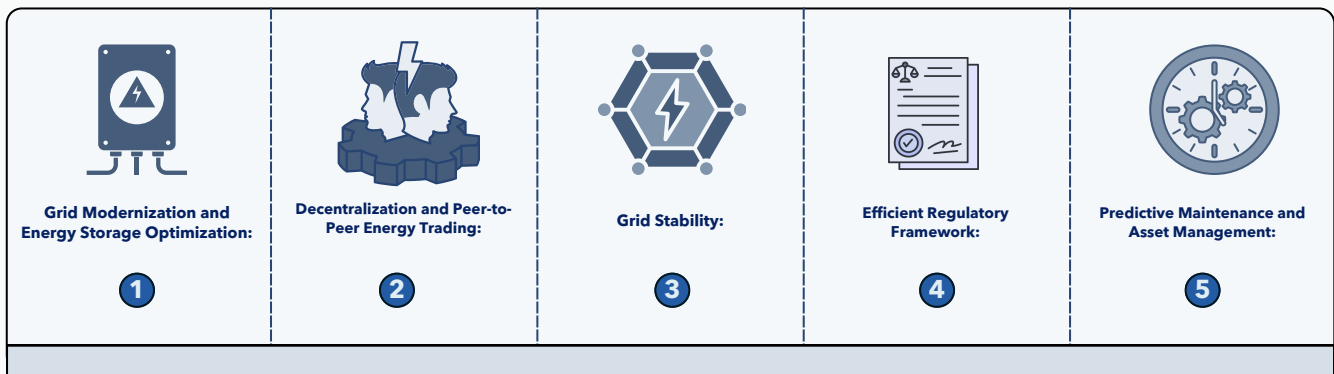 Grid Modernization and
Energy Storage Optimization:
1
Decentralization and Peer-to-
Peer Energy Trading:
2
Grid Stability:
3
Efficient Regulatory
Framework:
4
Predictive Maintenance and
Asset Management:
5